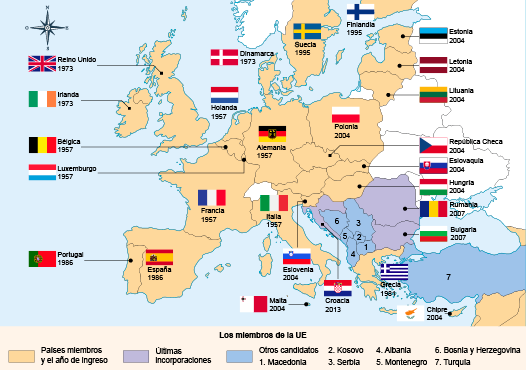 Finlandia
1995
Suecia
1995
Estonia
2004
Dinamarca
1973
Reino Unido
1973
Letonia
2004
Irlanda
1973
Holanda
1957
Lituania
2004
Polonia
2004
Bélgica
1957
Alemania
1957
República Checa
2004
Luxemburgo
1957
Eslovaquia
2004
Hungría
2004
Francia
1957
Italia
1957
Rumanía
2007
6
3
5
2
1
4
Bulgaria
2007
Portugal
1986
España
1986
Eslovenia
2004
Grecia
1981
7
Malta
2004
Croacia
2013
Chipre
2004
Los miembros de la UE
Países miembros
y el año de ingreso
Últimas
incorporaciones
Otros candidatos
1. Macedonia
2. Kosovo
3. Serbia
4. Albania
5. Montenegro
6. Bosnia y Herzegovina
7. Turquía